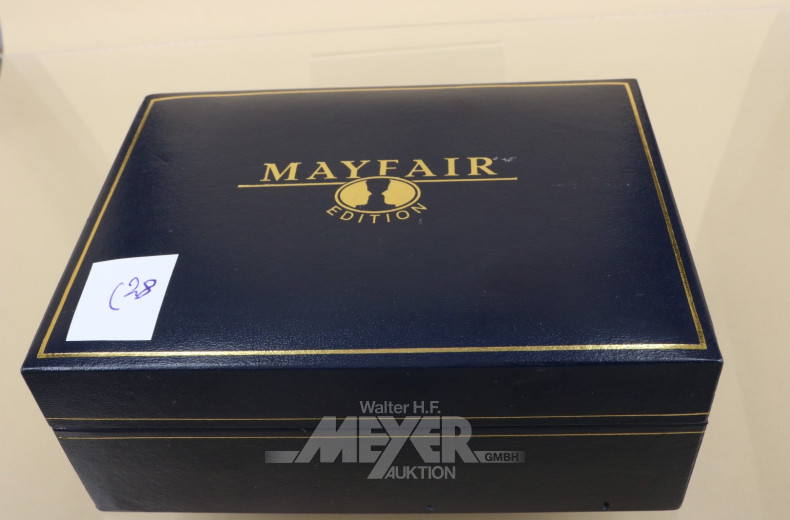 MAYFAIR
EDITION
C28
Walter H.F.
MEYER
AUKTION GMBH